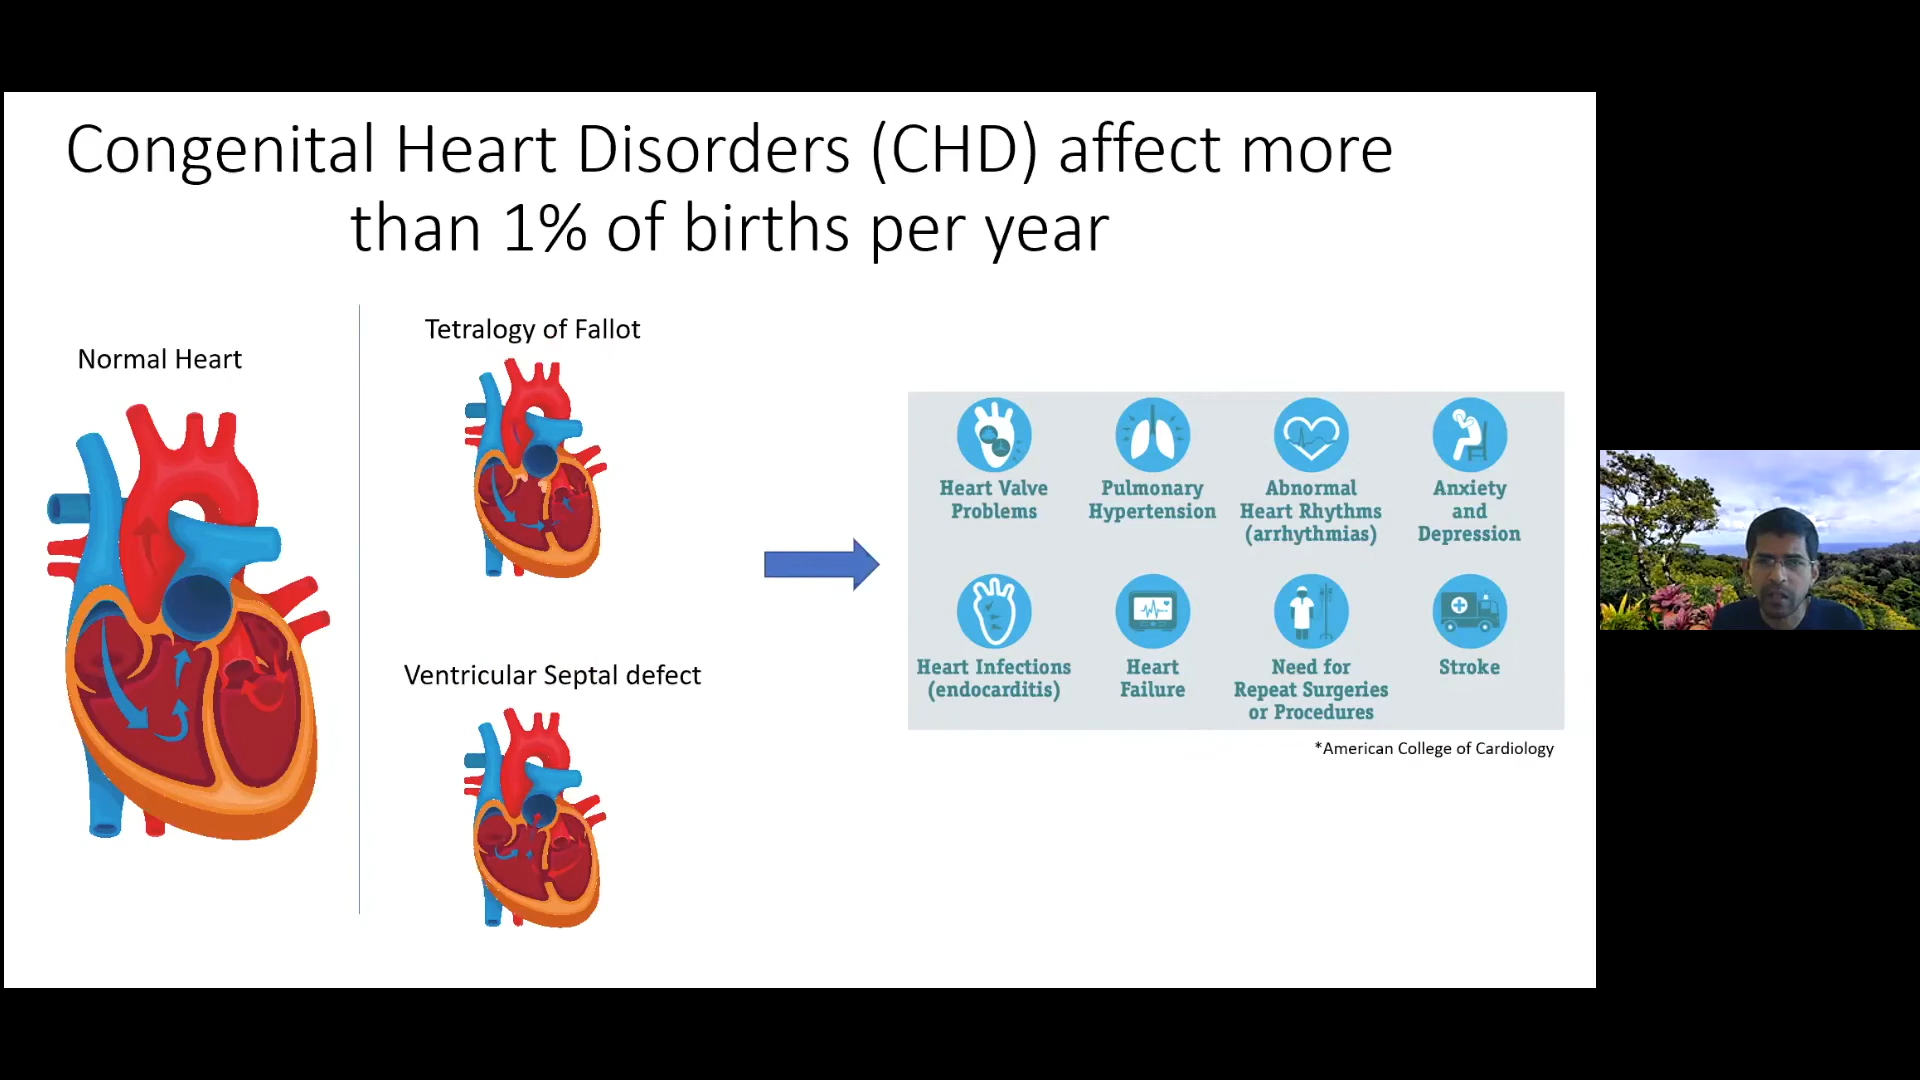 Congenital Heart Disorders (CHD) affect more
than 1% of births per year
Normal Heart
Tetralogy of Fallot
Ventricular Septal defect
Heart Valve
Problems
Pulmonary
Hypertension
Abnormal
Heart Rhythms
(arrhythmias)
Anxiety
and
Depression
Heart Infections
(endocarditis)
Heart
Failure
Need for
Repeat Surgeries
or Procedures
Stroke
*American College of Cardiology